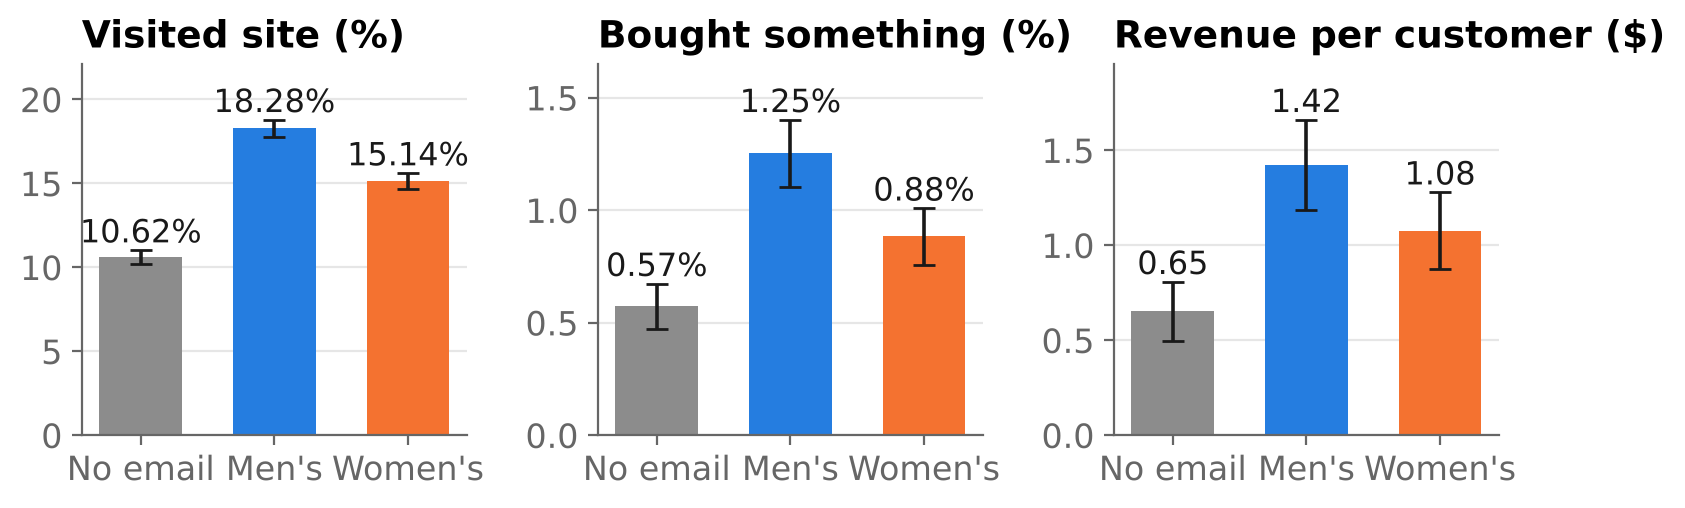 Visited site (%)
20
15
10
5
0
10.62%
18.28%
15.14%
No email
Men's
Women's
Bought something (%)
1.5
1.0
0.5
0.0
0.57%
1.25%
0.88%
No email
Men's
Women's
Revenue per customer ($)
1.5
1.0
0.5
0.0
0.65
1.42
1.08
No email
Men's
Women's